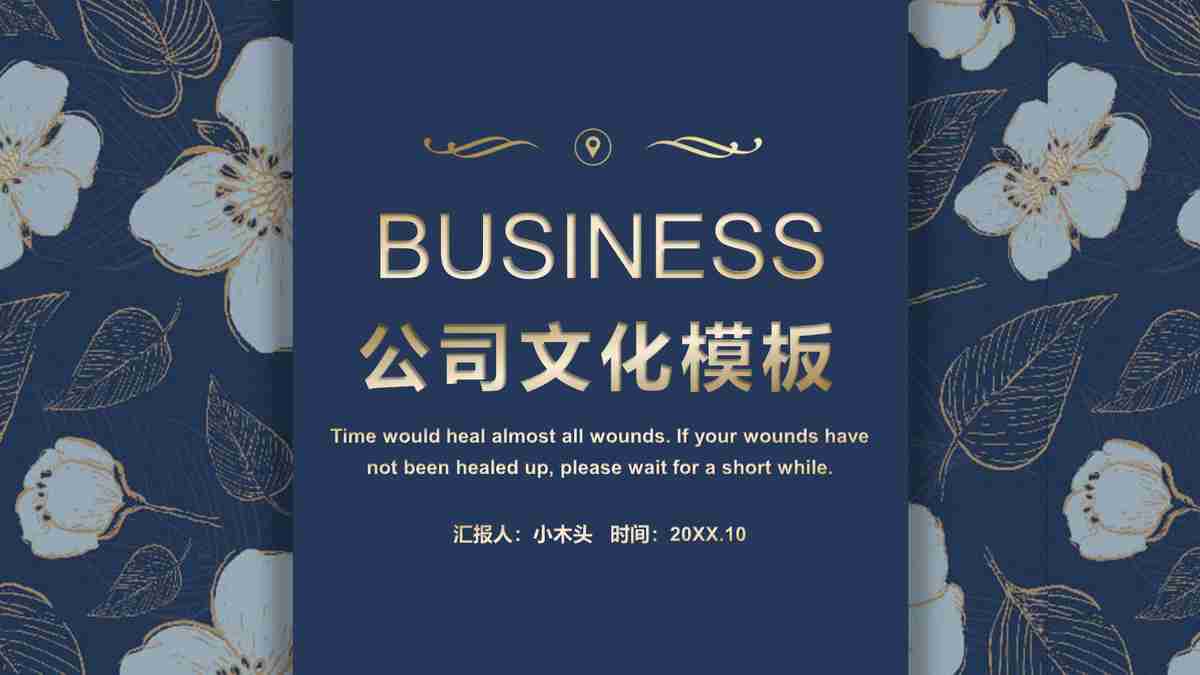 BUSINESS
公司文化模板
Time would heal almost all wounds. If your wounds have
not been healed up, please wait for a short while.
汇报人：小木头 时间：20XX.10